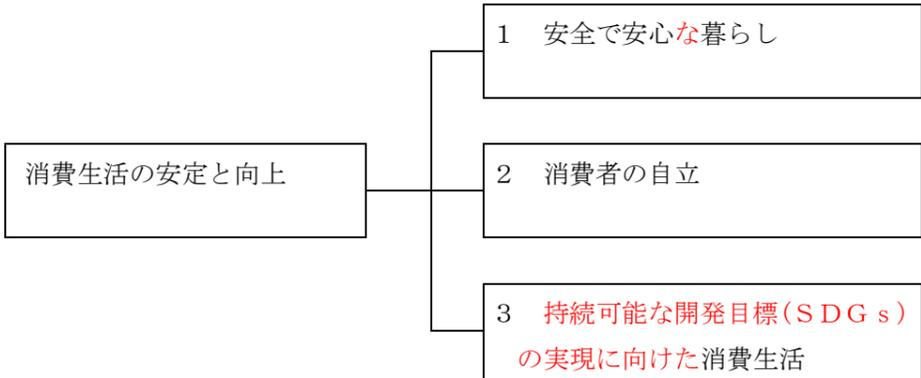 1　安全で安心な暮らし
消費生活の安定と向上
2　消費者の自立
3　持続可能な開発目標(ＳＤＧｓ)
の実現に向けた消費生活